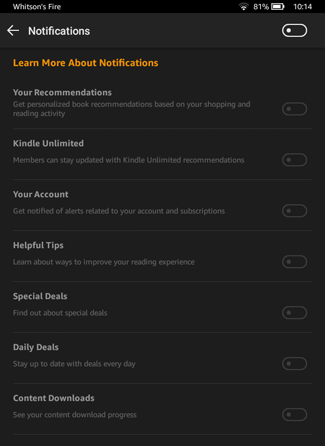 Whitson's Fire
81%
10:14
Notifications
Learn More About Notifications
Your Recommendations
Get personalized book recommendations based on your shopping and
reading activity
Kindle Unlimited
Members can stay updated with Kindle Unlimited recommendations
Your Account
Get notified of alerts related to your account and subscriptions
Helpful Tips
Learn about ways to improve your reading experience
Special Deals
Find out about special deals
Daily Deals
Stay up to date with deals every day
Content Downloads
See your content download progress